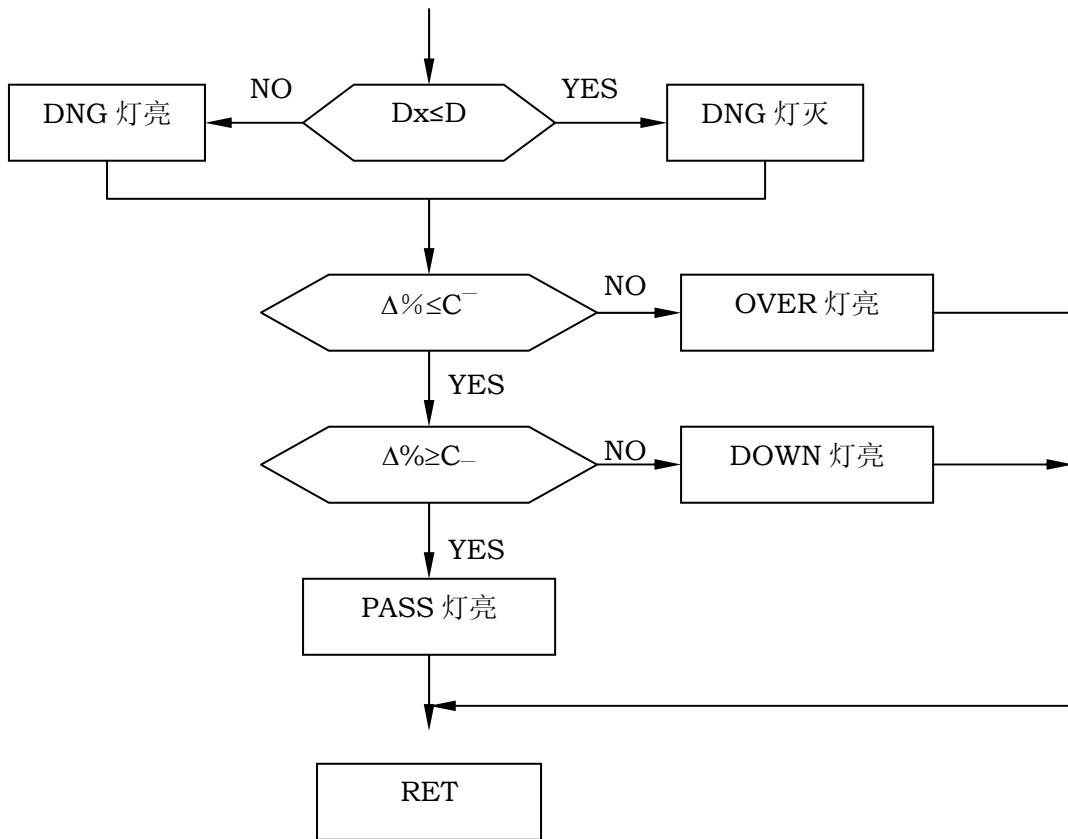 NO
YES
DNG 灯亮
Dx≤D
DNG 灯灭
Δ%≤C¯
NO
OVER 灯亮
YES
Δ%≥C_
NO
DOWN 灯亮
YES
PASS 灯亮
RET